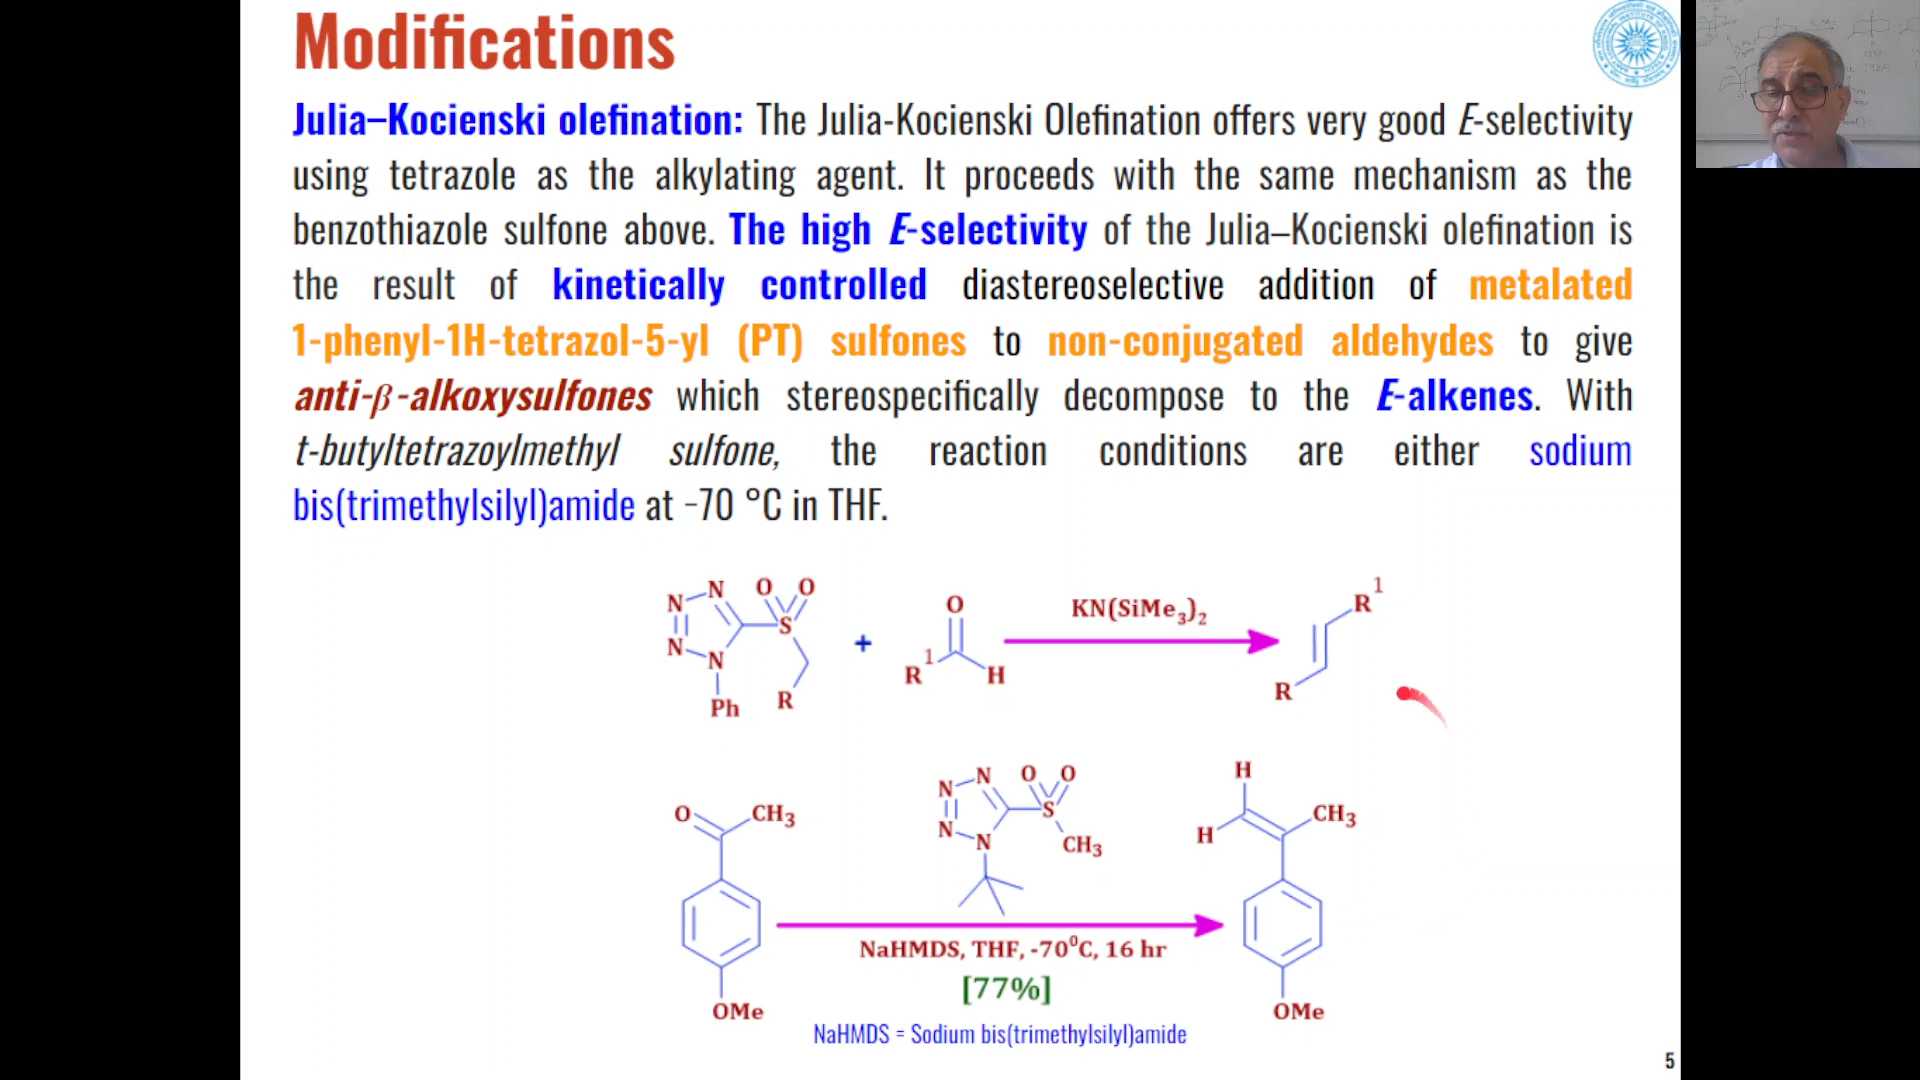 Modifications
Julia–Kocienski olefination: The Julia-Kocienski Olefination offers very good E-selectivity
using tetrazole as the alkylating agent. It proceeds with the same mechanism as the
benzothiazole sulfone above. The high E-selectivity of the Julia–Kocienski olefination is
the result of kinetically controlled diastereoselective addition of metalated
1-phenyl-1H-tetrazol-5-yl (PT) sulfones to non-conjugated aldehydes to give
anti-β-alkoxysulfones which stereospecifically decompose to the E-alkenes. With
t-butyltetrazoylmethyl sulfone, the reaction conditions are either sodium
bis(trimethylsilyl)amide at −70 °C in THF.
N N N N O O S Ph R
+
O R1 H
KN(SiMe3)2
R1 R
O CH3 OMe
N N N N O O S CH3
NaHMDS, THF, -70⁰C, 16 hr
[77%]
NaHMDS = Sodium bis(trimethylsilyl)amide
H H CH3 OMe
5